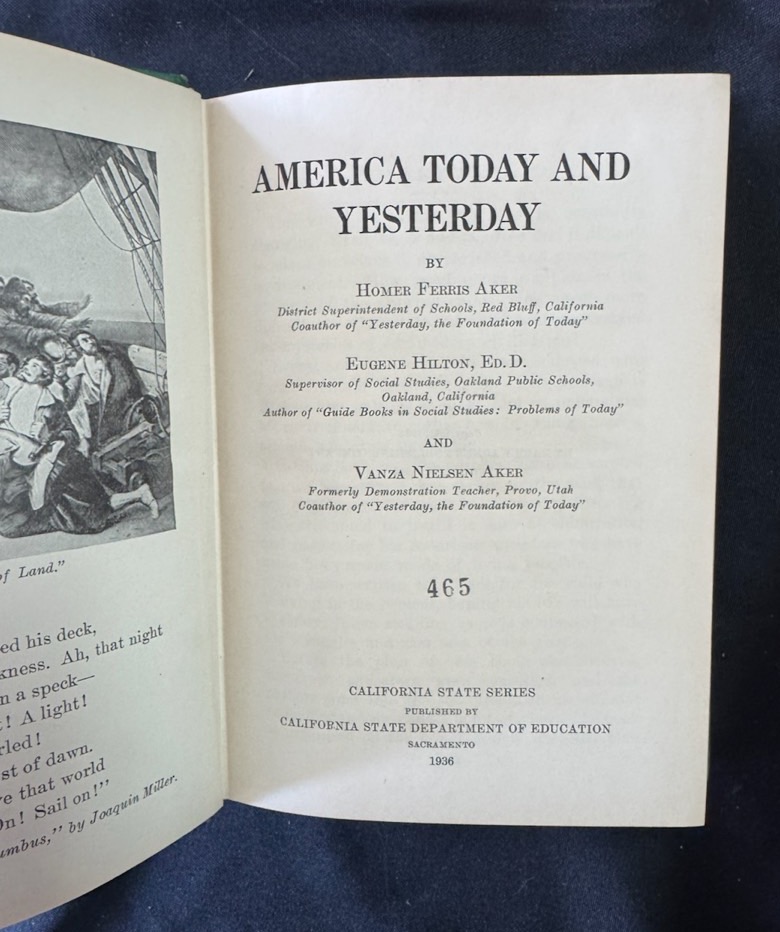 of Land."
ed his deck,
kness. Ah, that night
n a speck—
! A light!
rled!
st of dawn.
e that world
On! Sail on!"
umbus," by Joaquin Miller.
AMERICA TODAY AND
YESTERDAY
BY
HOMER FERRIS AKER
District Superintendent of Schools, Red Bluff, California
Coauthor of "Yesterday, the Foundation of Today"
EUGENE HILTON, ED. D.
Supervisor of Social Studies, Oakland Public Schools,
Oakland, California
Author of "Guide Books in Social Studies: Problems of Today"
AND
VANZA NIELSEN AKER
Formerly Demonstration Teacher, Provo, Utah
Coauthor of "Yesterday, the Foundation of Today"
465
CALIFORNIA STATE SERIES
PUBLISHED BY
CALIFORNIA STATE DEPARTMENT OF EDUCATION
SACRAMENTO
1936